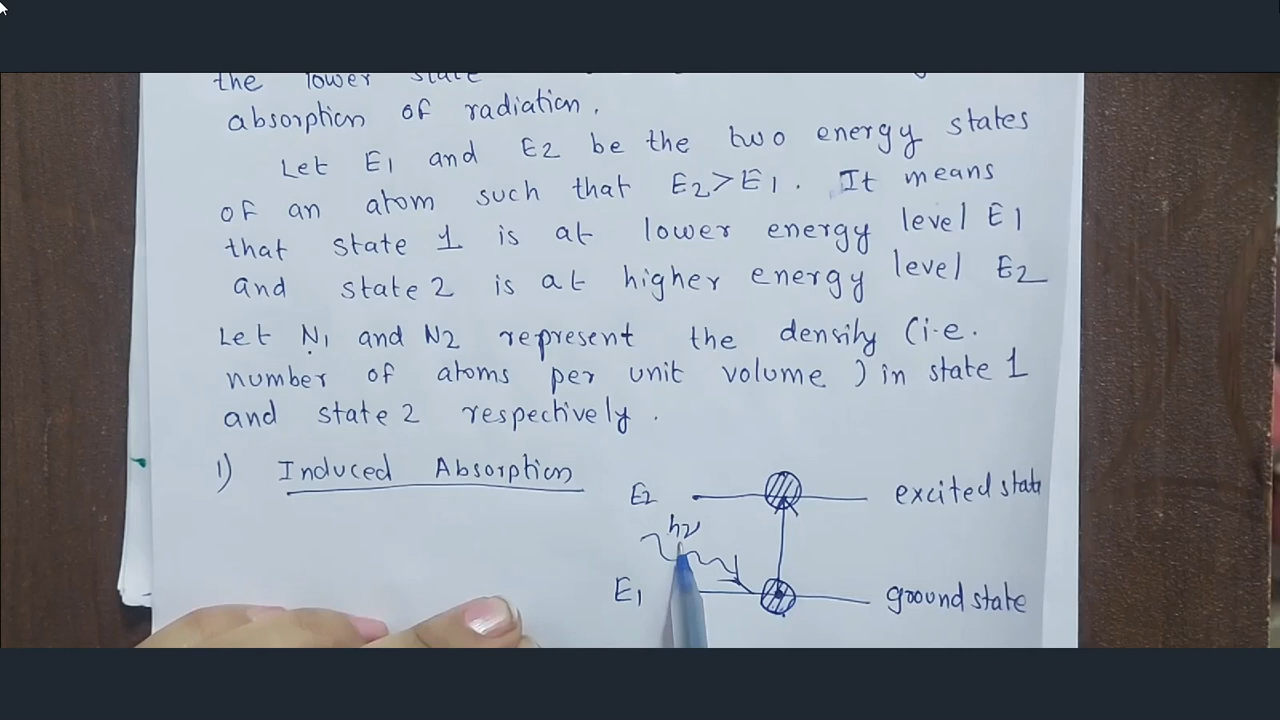 the lower state
absorption of radiation.
Let E1 and E2 be the two energy states
of an atom such that E2>E1. It means
that state 1 is at lower energy level E1
and state 2 is at higher energy level E2
Let N1 and N2 represent the density (i.e.
number of atoms per unit volume ) in state 1
and state 2 respectively.
1) Induced Absorption
E2 excited state
hν
E1 ground state